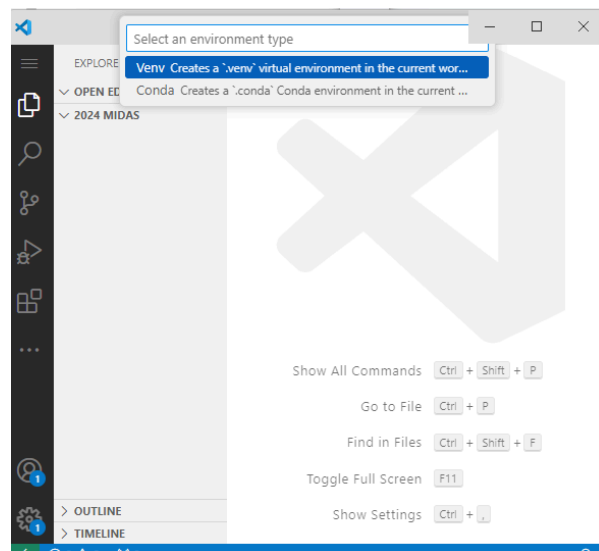 Select an environment type
Venv Creates a `.venv` virtual environment in the current wor...
Conda Creates a `.conda` Conda environment in the current ...
EXPLORE
OPEN ED
2024 MIDAS
Show All Commands Ctrl + Shift + P
Go to File Ctrl + P
Find in Files Ctrl + Shift + F
Toggle Full Screen F11
Show Settings Ctrl + ,
1
OUTLINE
1
TIMELINE